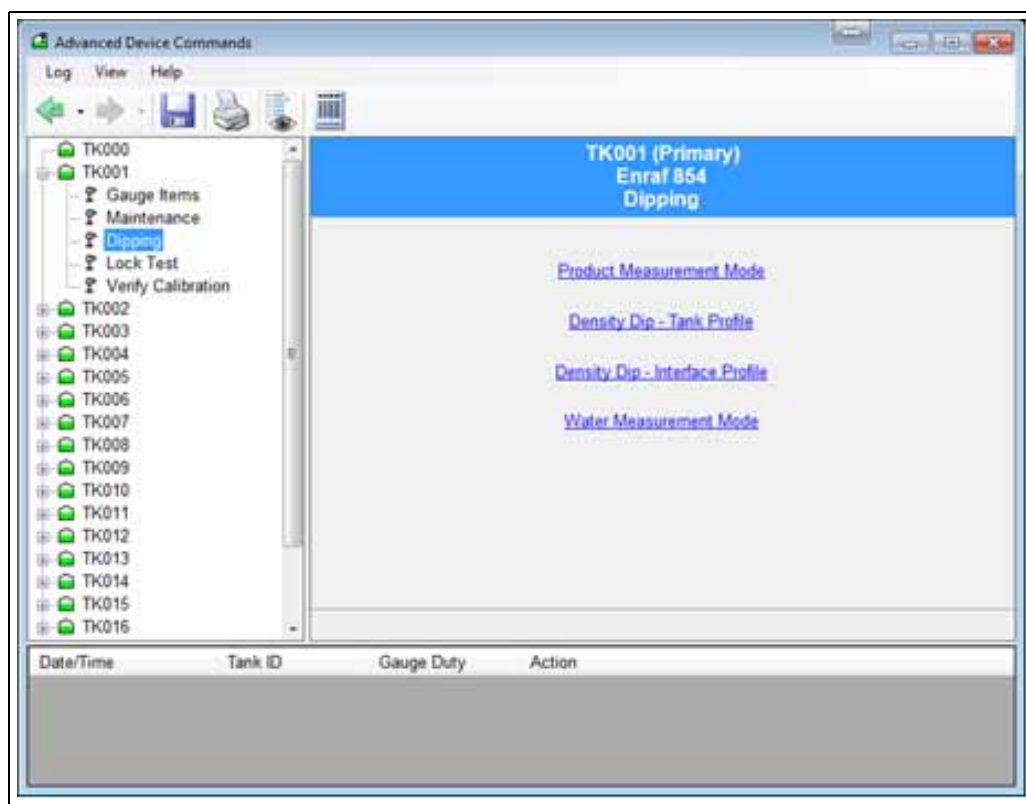 Advanced Device Commands
Log View Help
TK000
TK001
Gauge Items
Maintenance
Dipping
Lock Test
Verify Calibration
TK002
TK003
TK004
TK005
TK006
TK007
TK008
TK009
TK010
TK011
TK012
TK013
TK014
TK015
TK016
TK001 (Primary)
Enraf 854
Dipping
Product Measurement Mode
Density Dip - Tank Profile
Density Dip - Interface Profile
Water Measurement Mode
Date/Time Tank ID Gauge Duty Action